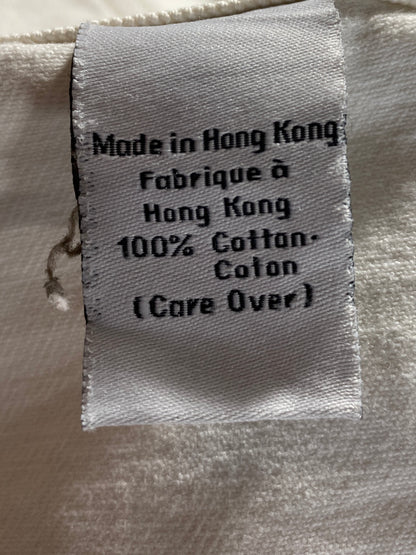 Made in Hong Kong
Fabrique à
Hong Kong
100% Cotton.
Coton
(Care Over)